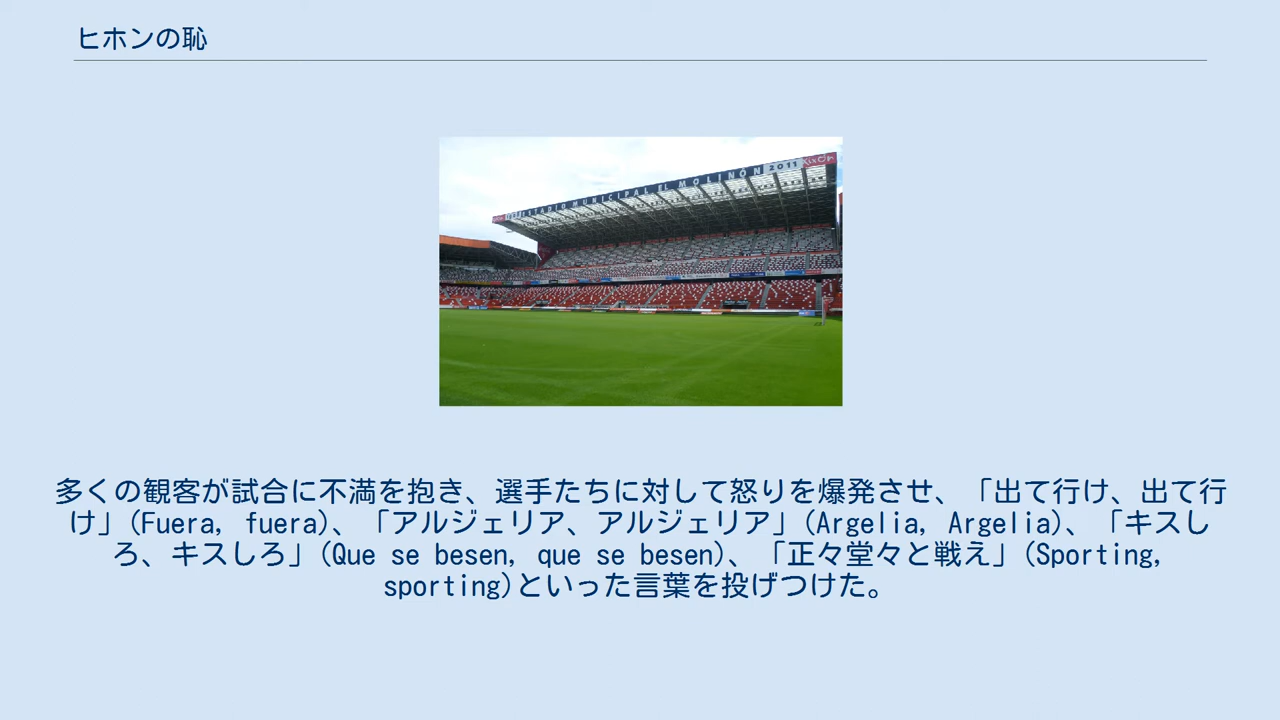 ヒホンの恥
ESTADIO MUNICIPAL EL MOLINÓN 2011 Gijón
多くの観客が試合に不満を抱き、選手たちに対して怒りを爆発させ、「出て行け、出て行
け」(Fuera, fuera)、「アルジェリア、アルジェリア」(Argelia, Argelia)、「キスし
ろ、キスしろ」(Que se besen, que se besen)、「正々堂々と戦え」(Sporting,
sporting)といった言葉を投げつけた。